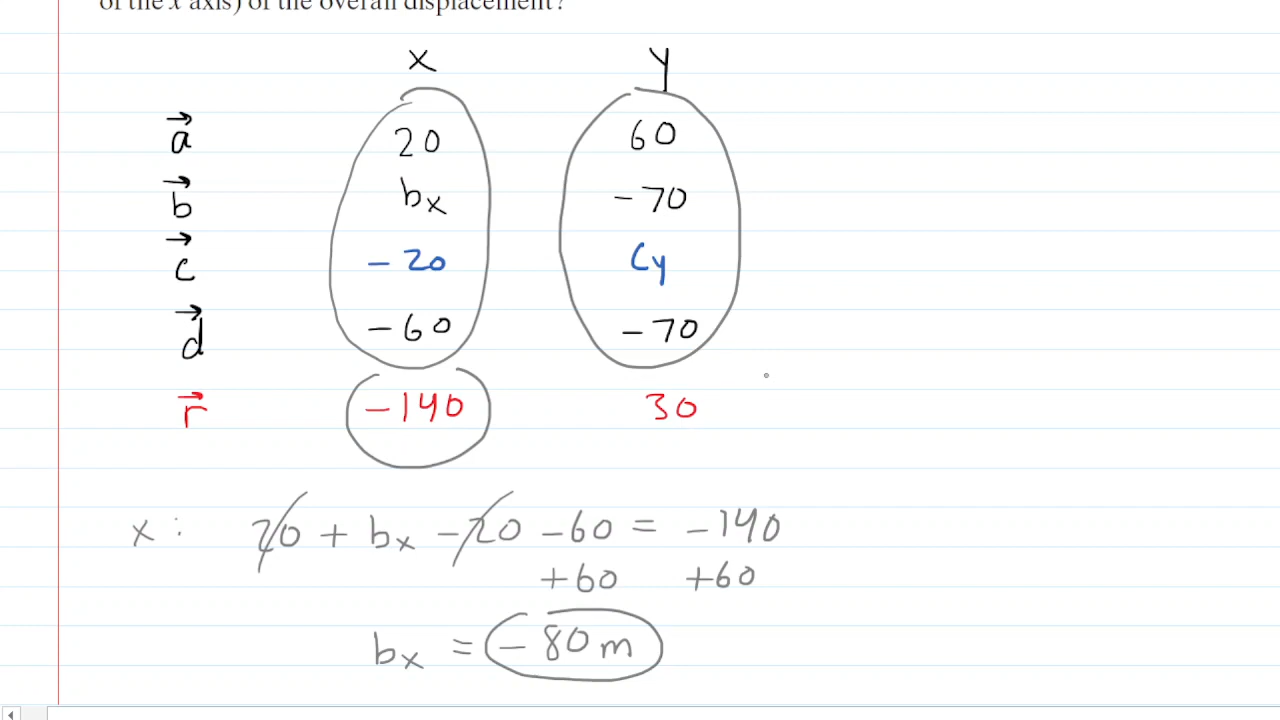 of the x axis) of the overall displacement?
x y
a⃗ 20 60
b⃗ bx -70
c⃗ -20 Cy
d⃗ -60 -70
r⃗ -140 30
x: 20 + bx -20 -60 = -140
+60 +60
bx = -80m